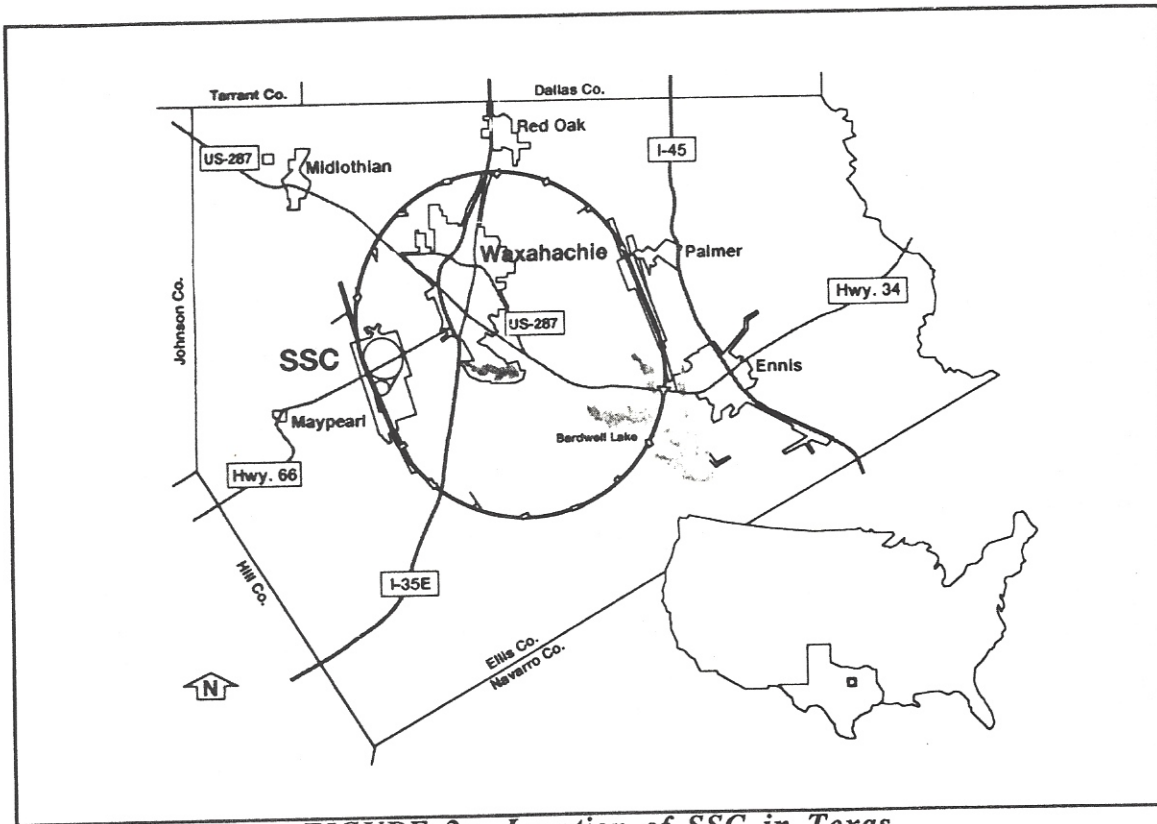 Tarrant Co.
Dallas Co.
Red Oak
I-45
US-287
Midlothian
Waxahachie
Palmer
Johnson Co.
Hwy. 34
US-287
SSC
Ennis
Maypearl
Bardwell Lake
Hwy. 66
Hill Co.
I-35E
Ellis Co.
Navarro Co.
N
FIGURE 2. Location of SSC in Texas